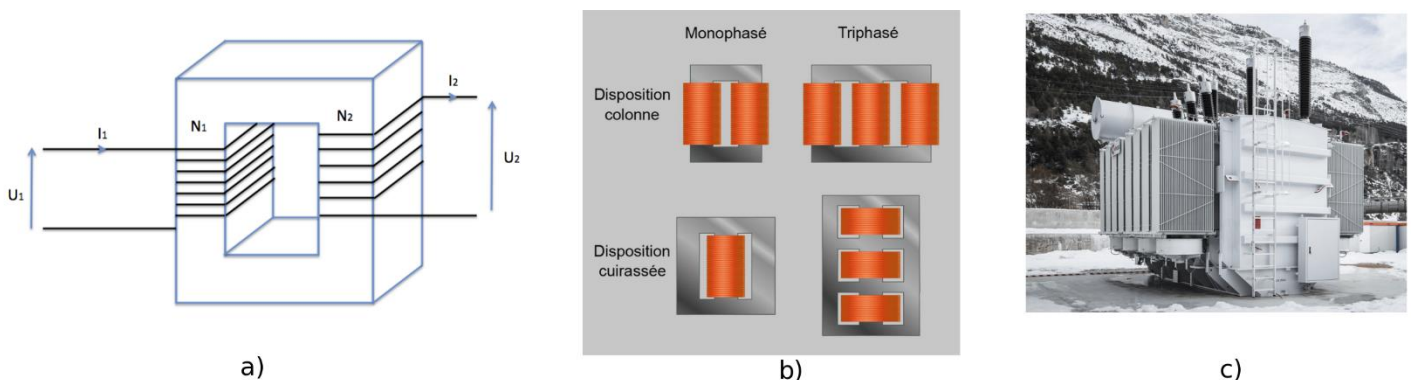 I1
N1
U1
N2
I2
U2
a)
Monophasé
Triphasé
Disposition
colonne
Disposition
cuirassée
b)
c)